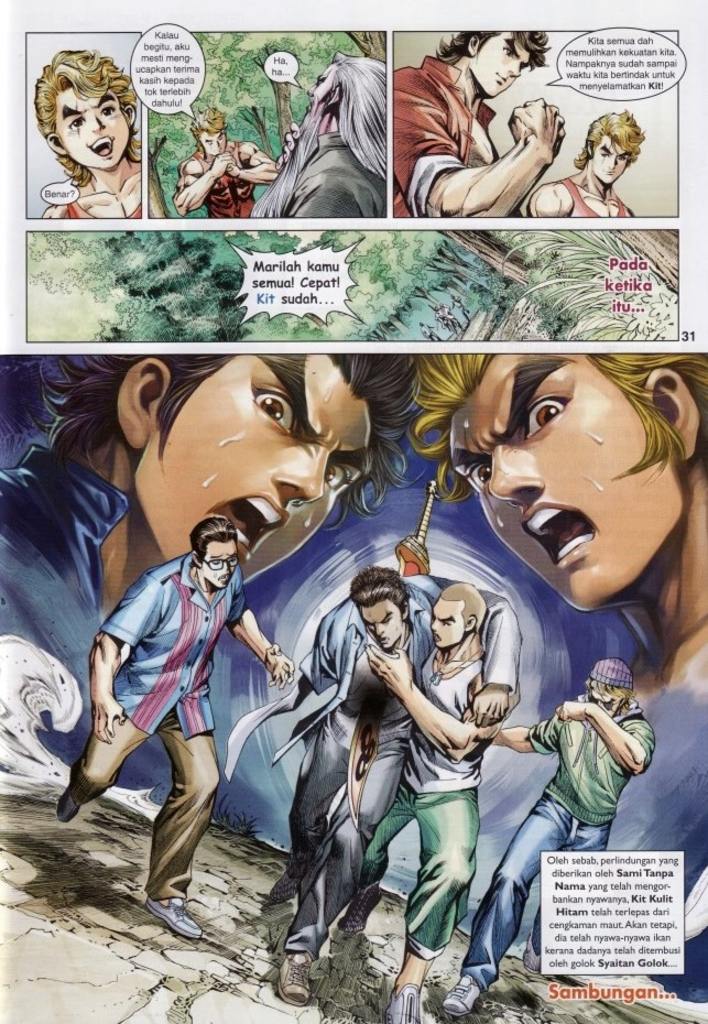 Benar?
Kalau
begitu, aku
mesti meng-
ucapkan terima
kasih kepada
tok terlebih
dahulu!
Ha,
ha...
Kita semua dah
memulihkan kekuatan kita.
Nampaknya sudah sampai
waktu kita bertindak untuk
menyelamatkan Kit!
Marilah kamu
semua! Cepat!
Kit sudah...
Pada
ketika
itu...
31
Oleh sebab, perlindungan yang
diberikan oleh Sami Tanpa
Nama yang telah mengor-
bankan nyawanya, Kit Kulit
Hitam telah terlepas dari
cengkaman maut. Akan tetapi,
dia telah nyawa-nyawa ikan
kerana dadanya telah ditembusi
oleh golok Syaitan Golok...
Sambungan...